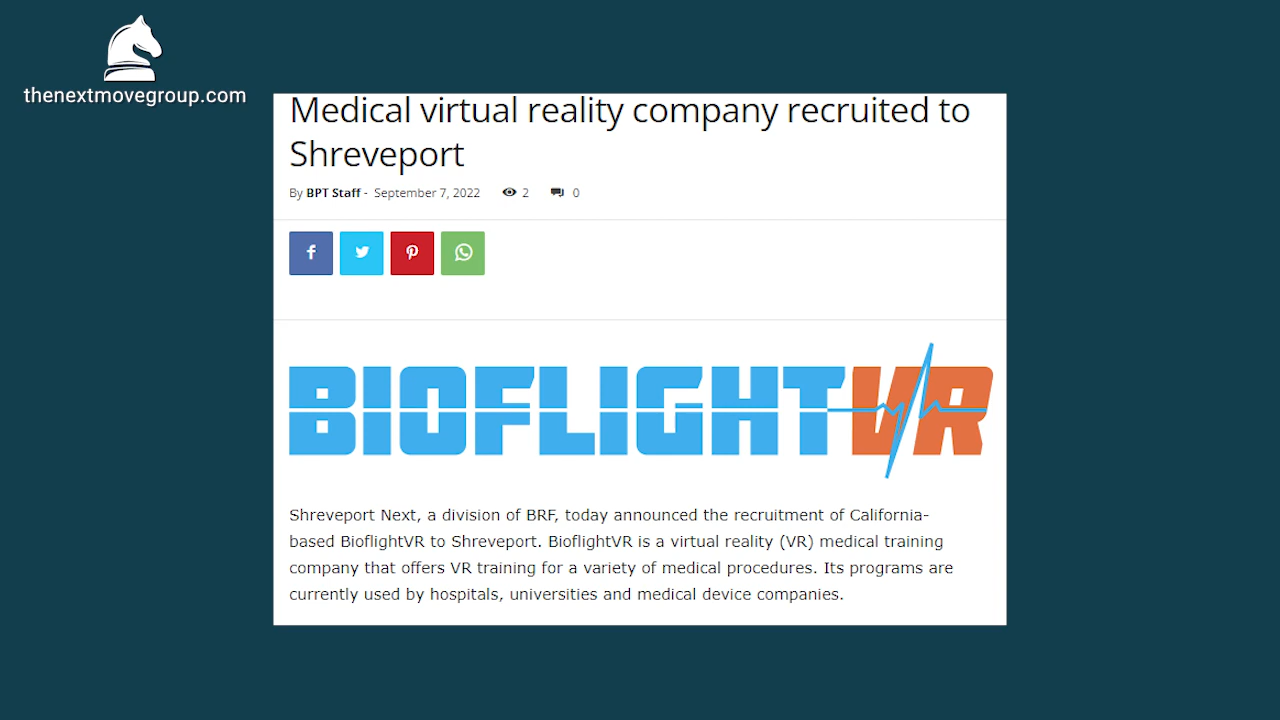 thenextmovegroup.com
Medical virtual reality company recruited to
Shreveport
By BPT Staff - September 7, 2022 2 0
BIOFLIGHTVR
Shreveport Next, a division of BRF, today announced the recruitment of California-
based BioflightVR to Shreveport. BioflightVR is a virtual reality (VR) medical training
company that offers VR training for a variety of medical procedures. Its programs are
currently used by hospitals, universities and medical device companies.